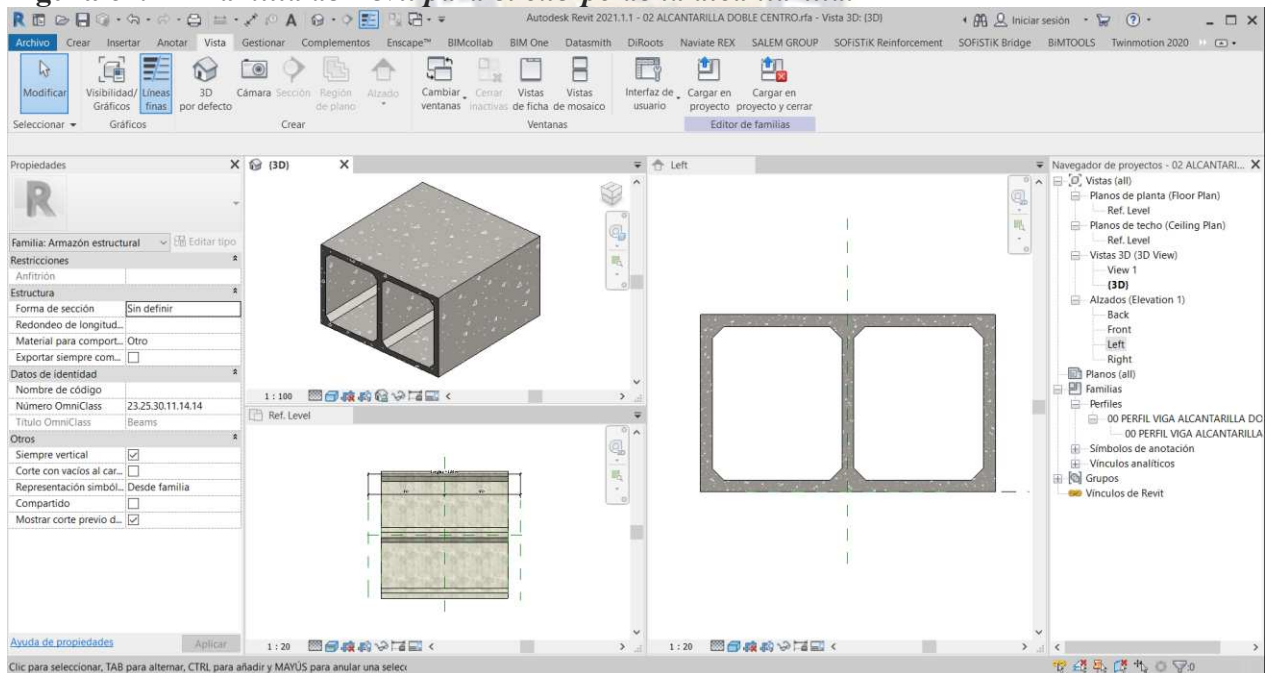 Autodesk Revit 2021.1.1 - 02 ALCANTARILLA DOBLE CENTRO.rfa - Vista 3D: {3D}
Iniciar sesión
Archivo Crear Insertar Anotar Vista Gestionar Complementos Enscape™ BIMcollab BIM One Datasmith DiRoots Naviate REX SALEM GROUP SOFiSTiK Reinforcement SOFiSTiK Bridge BiMTOOLS Twinmotion 2020
Modificar
Visibilidad/ Gráficos
Líneas finas
3D por defecto
Cámara
Sección
Región de plano
Alzado
Cambiar ventanas
Cerrar inactivas
Vistas de ficha
Vistas de mosaico
Interfaz de usuario
Cargar en proyecto
Cargar en proyecto y cerrar
Seleccionar
Gráficos
Crear
Ventanas
Editor de familias
Propiedades
Familia: Armazón estructural
Editar tipo
Restricciones
Anfitrión
Estructura
Forma de sección Sin definir
Redondeo de longitud...
Material para comport... Otro
Exportar siempre com...
Datos de identidad
Nombre de código
Número OmniClass 23.25.30.11.14.14
Título OmniClass Beams
Otros
Siempre vertical
Corte con vacíos al car...
Representación simból... Desde familia
Compartido
Mostrar corte previo d...
Ayuda de propiedades
Aplicar
{3D}
1 : 100
Ref. Level
1 : 20
Left
1 : 20
Navegador de proyectos - 02 ALCANTARI...
Vistas (all)
Planos de planta (Floor Plan)
Ref. Level
Planos de techo (Ceiling Plan)
Ref. Level
Vistas 3D (3D View)
View 1
{3D}
Alzados (Elevation 1)
Back
Front
Left
Right
Planos (all)
Familias
Perfiles
00 PERFIL VIGA ALCANTARILLA DO
00 PERFIL VIGA ALCANTARILLA
Símbolos de anotación
Vínculos analíticos
Grupos
Vínculos de Revit
Clic para seleccionar, TAB para alternar, CTRL para añadir y MAYÚS para anular una selec
:0